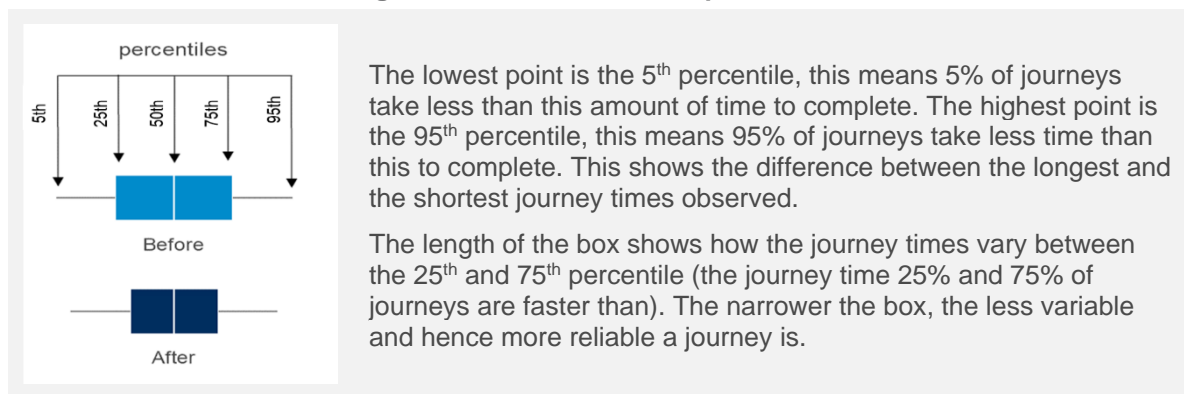 percentiles
5th
25th
50th
75th
95th
Before
After
The lowest point is the 5th percentile, this means 5% of journeys
take less than this amount of time to complete. The highest point is
the 95th percentile, this means 95% of journeys take less time than
this to complete. This shows the difference between the longest and
the shortest journey times observed.
The length of the box shows how the journey times vary between
the 25th and 75th percentile (the journey time 25% and 75% of
journeys are faster than). The narrower the box, the less variable
and hence more reliable a journey is.